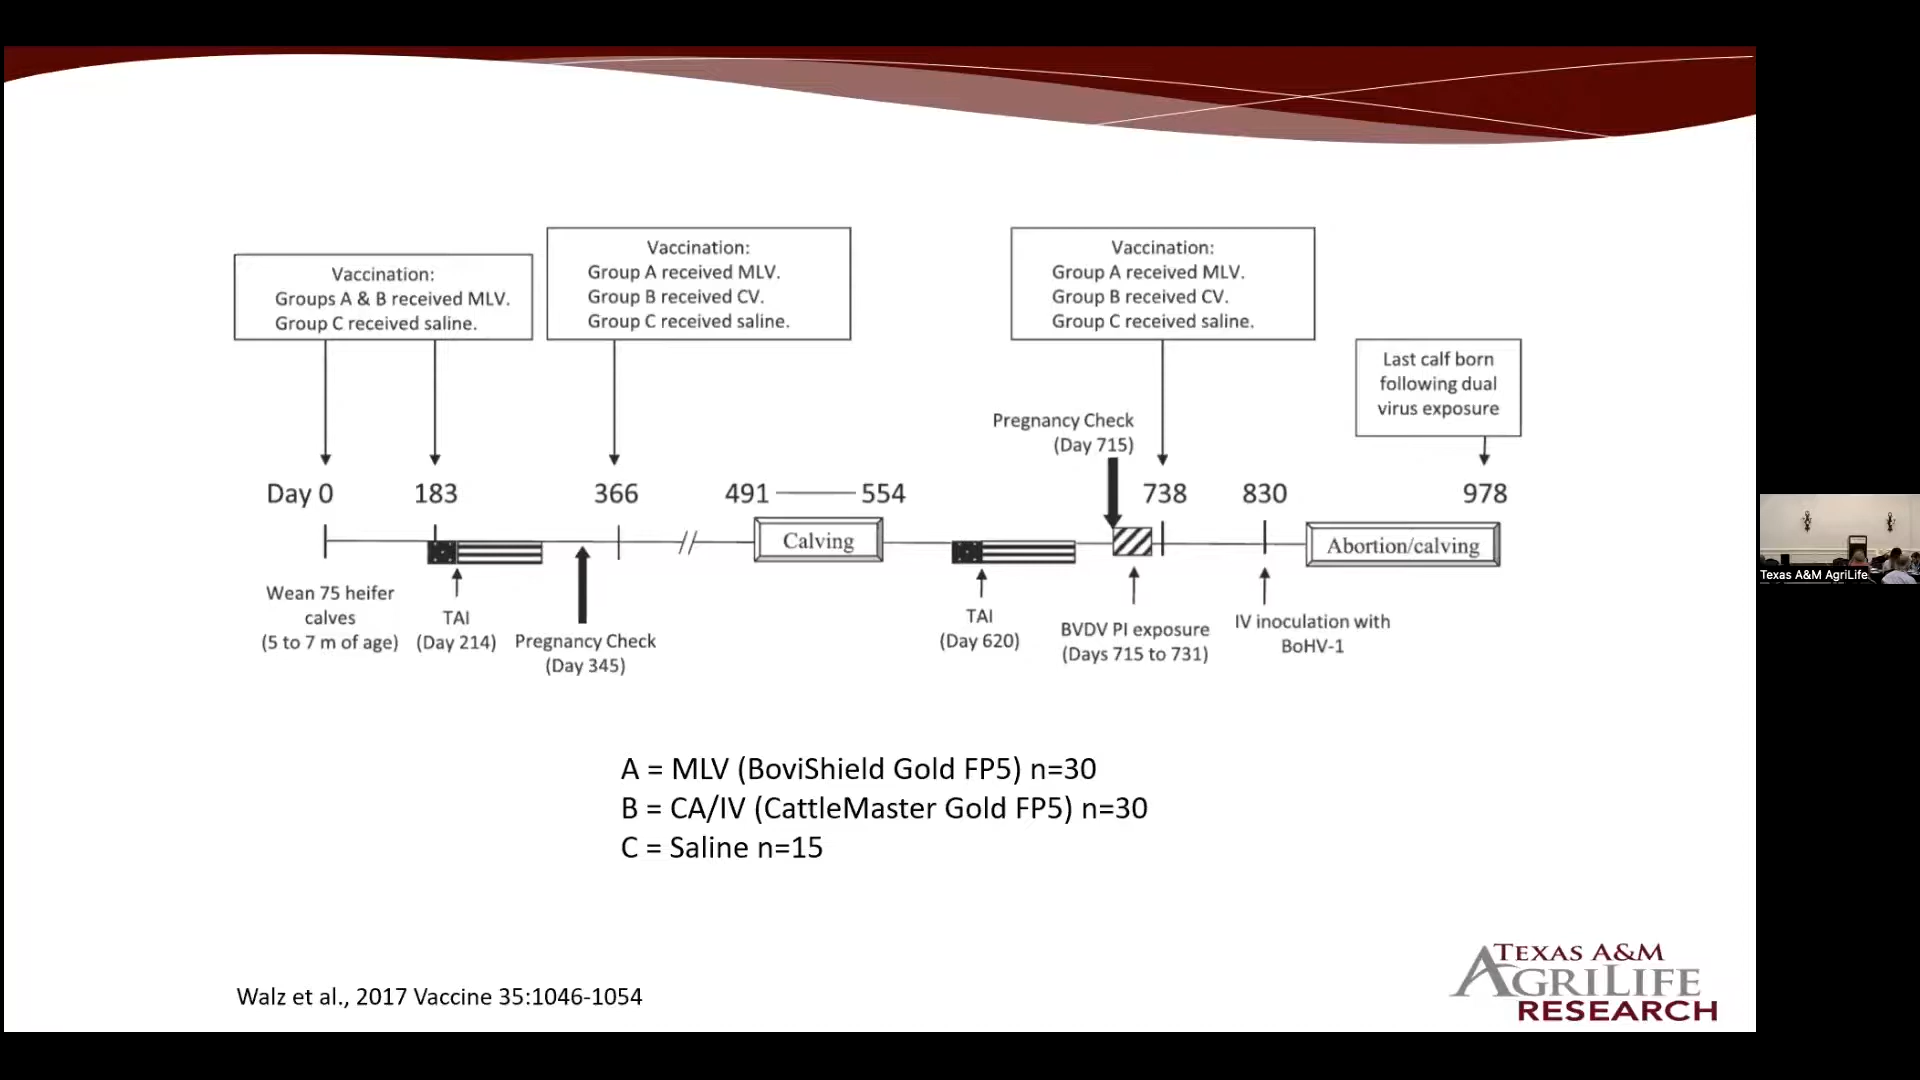 Vaccination:
Groups A & B received MLV.
Group C received saline.
Vaccination:
Group A received MLV.
Group B received CV.
Group C received saline.
Vaccination:
Group A received MLV.
Group B received CV.
Group C received saline.
Last calf born
following dual
virus exposure
Pregnancy Check
(Day 715)
Day 0
183
366
491
554
738
830
978
Calving
Abortion/calving
Wean 75 heifer
calves
(5 to 7 m of age)
TAI
(Day 214)
Pregnancy Check
(Day 345)
TAI
(Day 620)
BVDV PI exposure
(Days 715 to 731)
IV inoculation with
BoHV-1
A = MLV (BoviShield Gold FP5) n=30
B = CA/IV (CattleMaster Gold FP5) n=30
C = Saline n=15
Walz et al., 2017 Vaccine 35:1046-1054
TEXAS A&M
AGRILIFE
RESEARCH
Texas A&M AgriLife